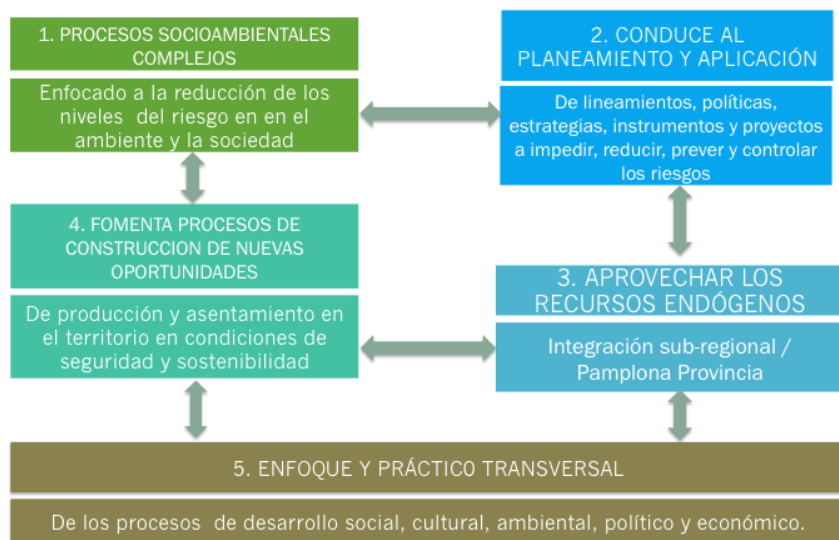 1. PROCESOS SOCIOAMBIENTALES
COMPLEJOS
Enfocado a la reducción de los
niveles del riesgo en en el
ambiente y la sociedad
2. CONDUCE AL
PLANEAMIENTO Y APLICACIÓN
De lineamientos, políticas,
estrategias, instrumentos y proyectos
a impedir, reducir, prever y controlar
los riesgos
4. FOMENTA PROCESOS DE
CONSTRUCCION DE NUEVAS
OPORTUNIDADES
De producción y asentamiento en
el territorio en condiciones de
seguridad y sostenibilidad
3. APROVECHAR LOS
RECURSOS ENDÓGENOS
Integración sub-regional /
Pamplona Provincia
5. ENFOQUE Y PRÁCTICO TRANSVERSAL
De los procesos de desarrollo social, cultural, ambiental, político y económico.